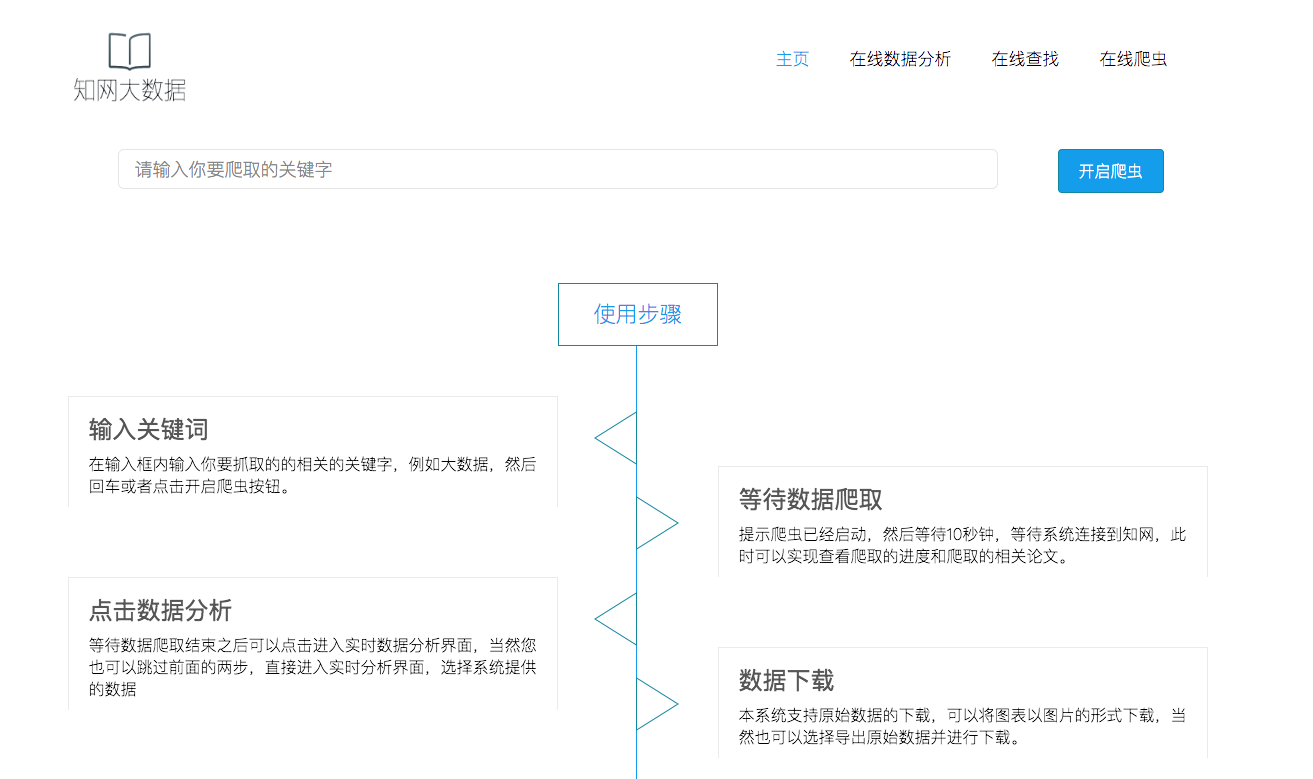 知网大数据
主页 在线数据分析 在线查找 在线爬虫
请输入你要爬取的关键字
开启爬虫
使用步骤
输入关键词
在输入框内输入你要抓取的的相关的关键字，例如大数据，然后
回车或者点击开启爬虫按钮。
等待数据爬取
提示爬虫已经启动，然后等待10秒钟，等待系统连接到知网，此
时可以实现查看爬取的进度和爬取的相关论文。
点击数据分析
等待数据爬取结束之后可以点击进入实时数据分析界面，当然您
也可以跳过前面的两步，直接进入实时分析界面，选择系统提供
的数据
数据下载
本系统支持原始数据的下载，可以将图表以图片的形式下载，当
然也可以选择导出原始数据并进行下载。